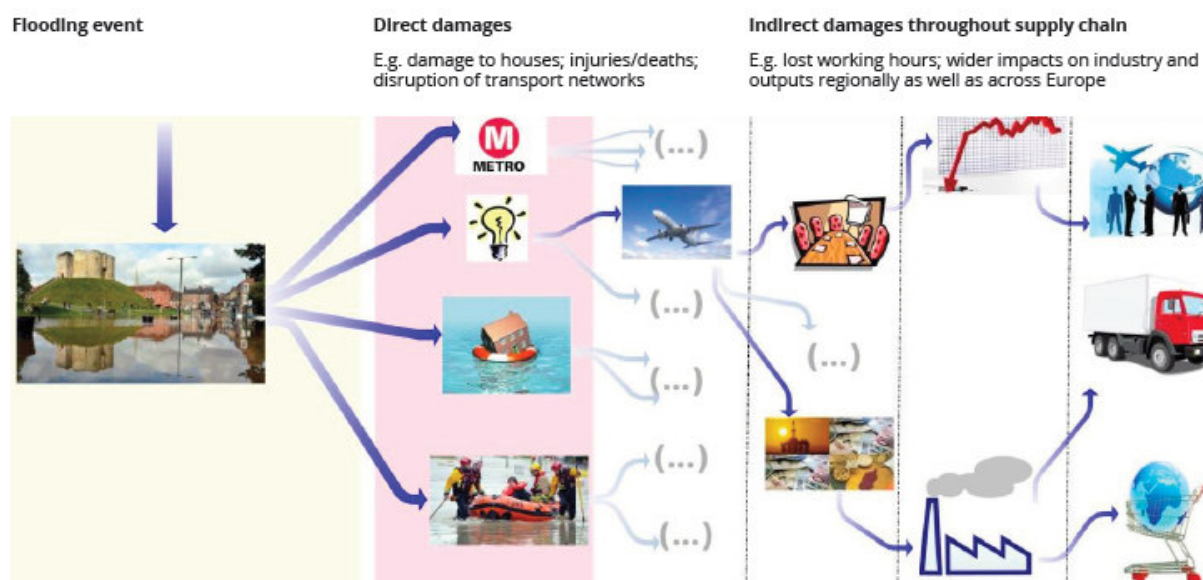 Flooding event
Direct damages
E.g. damage to houses; injuries/deaths;
disruption of transport networks
Indirect damages throughout supply chain
E.g. lost working hours; wider impacts on industry and
outputs regionally as well as across Europe
M
METRO
(...)
(...)
(...)
(...)
(...)
(...)